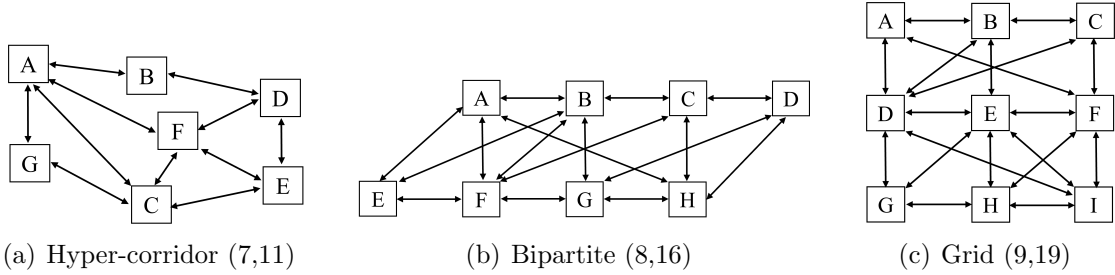 A B C
A B
D
A B C D
F
D E F
G E
C
E F G H
G H I
(a) Hyper-corridor (7,11) (b) Bipartite (8,16) (c) Grid (9,19)